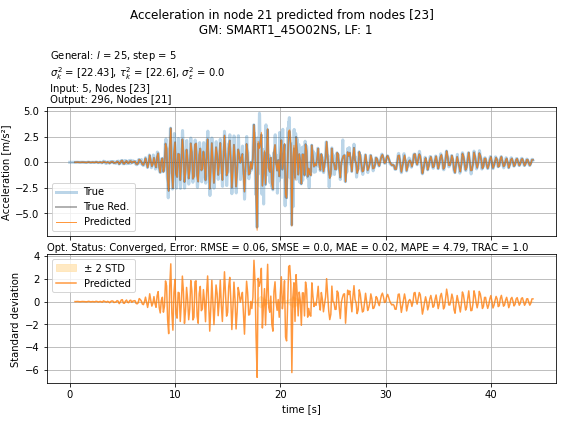 Acceleration in node 21 predicted from nodes [23]
GM: SMART1_45O02NS, LF: 1
General: l = 25, step = 5
σ²ₖ = [22.43], τ²ₖ = [22.6], σ²ε = 0.0
Input: 5, Nodes [23]
Output: 296, Nodes [21]
Acceleration [m/s²]
5.0
2.5
0.0
−2.5
−5.0
True
True Red.
Predicted
Opt. Status: Converged, Error: RMSE = 0.06, SMSE = 0.0, MAE = 0.02, MAPE = 4.79, TRAC = 1.0
Standard deviation
4
2
0
−2
−4
−6
± 2 STD
Predicted
0
10
20
30
40
time [s]